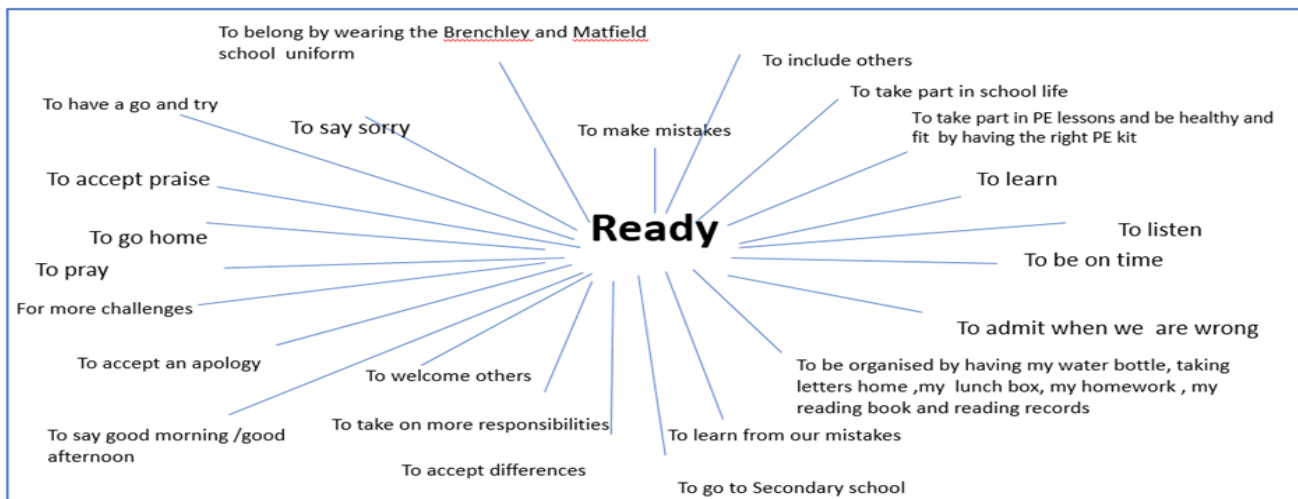 To belong by wearing the Brenchley and Matfield
school  uniform
To include others
To take part in school life
To have a go and try
To say sorry
To make mistakes
To take part in PE lessons and be healthy and
fit  by having the right PE kit
To accept praise
To learn
Ready
To go home
To listen
To pray
To be on time
For more challenges
To admit when we  are wrong
To accept an apology
To welcome others
To be organised by having my water bottle, taking
letters home ,my  lunch box, my homework , my
reading book and reading records
To say good morning /good
afternoon
To take on more responsibilities
To learn from our mistakes
To accept differences
To go to Secondary school